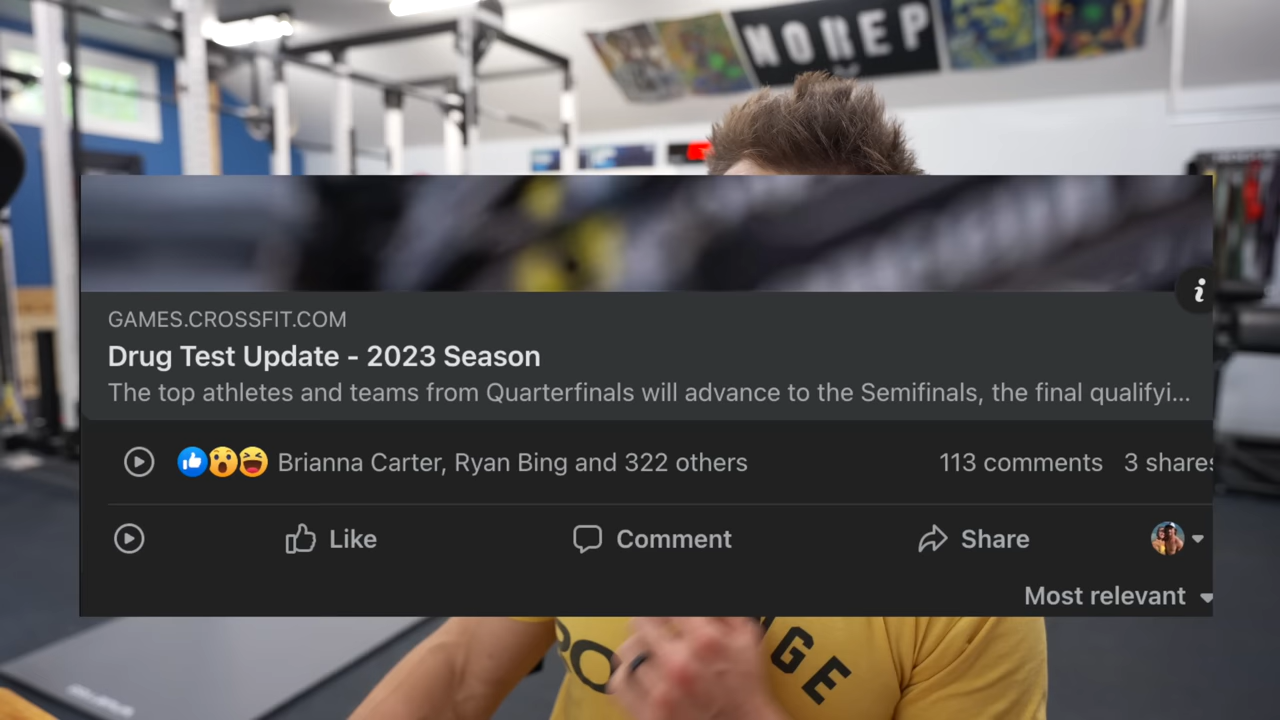 NOREP
GAMES.CROSSFIT.COM
Drug Test Update - 2023 Season
The top athletes and teams from Quarterfinals will advance to the Semifinals, the final qualifyi...
Brianna Carter, Ryan Bing and 322 others
113 comments 3 shares
Like
Comment
Share
Most relevant